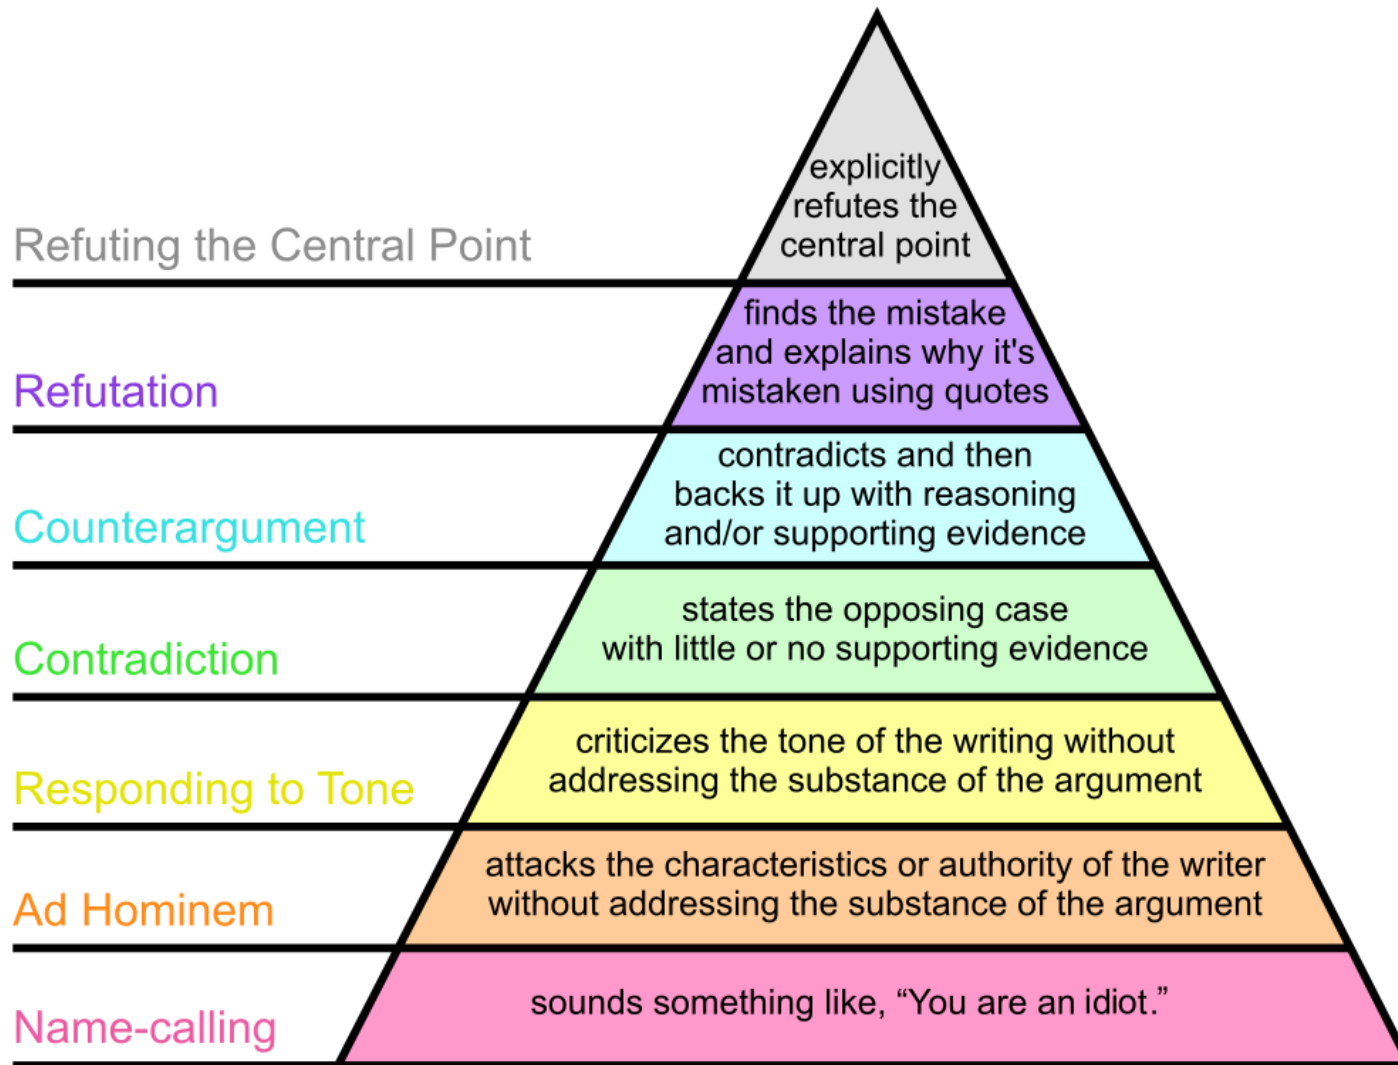 explicitly
refutes the
central point
Refuting the Central Point
finds the mistake
and explains why it's
mistaken using quotes
Refutation
contradicts and then
backs it up with reasoning
and/or supporting evidence
Counterargument
states the opposing case
with little or no supporting evidence
Contradiction
criticizes the tone of the writing without
addressing the substance of the argument
Responding to Tone
attacks the characteristics or authority of the writer
without addressing the substance of the argument
Ad Hominem
sounds something like, “You are an idiot.”
Name-calling